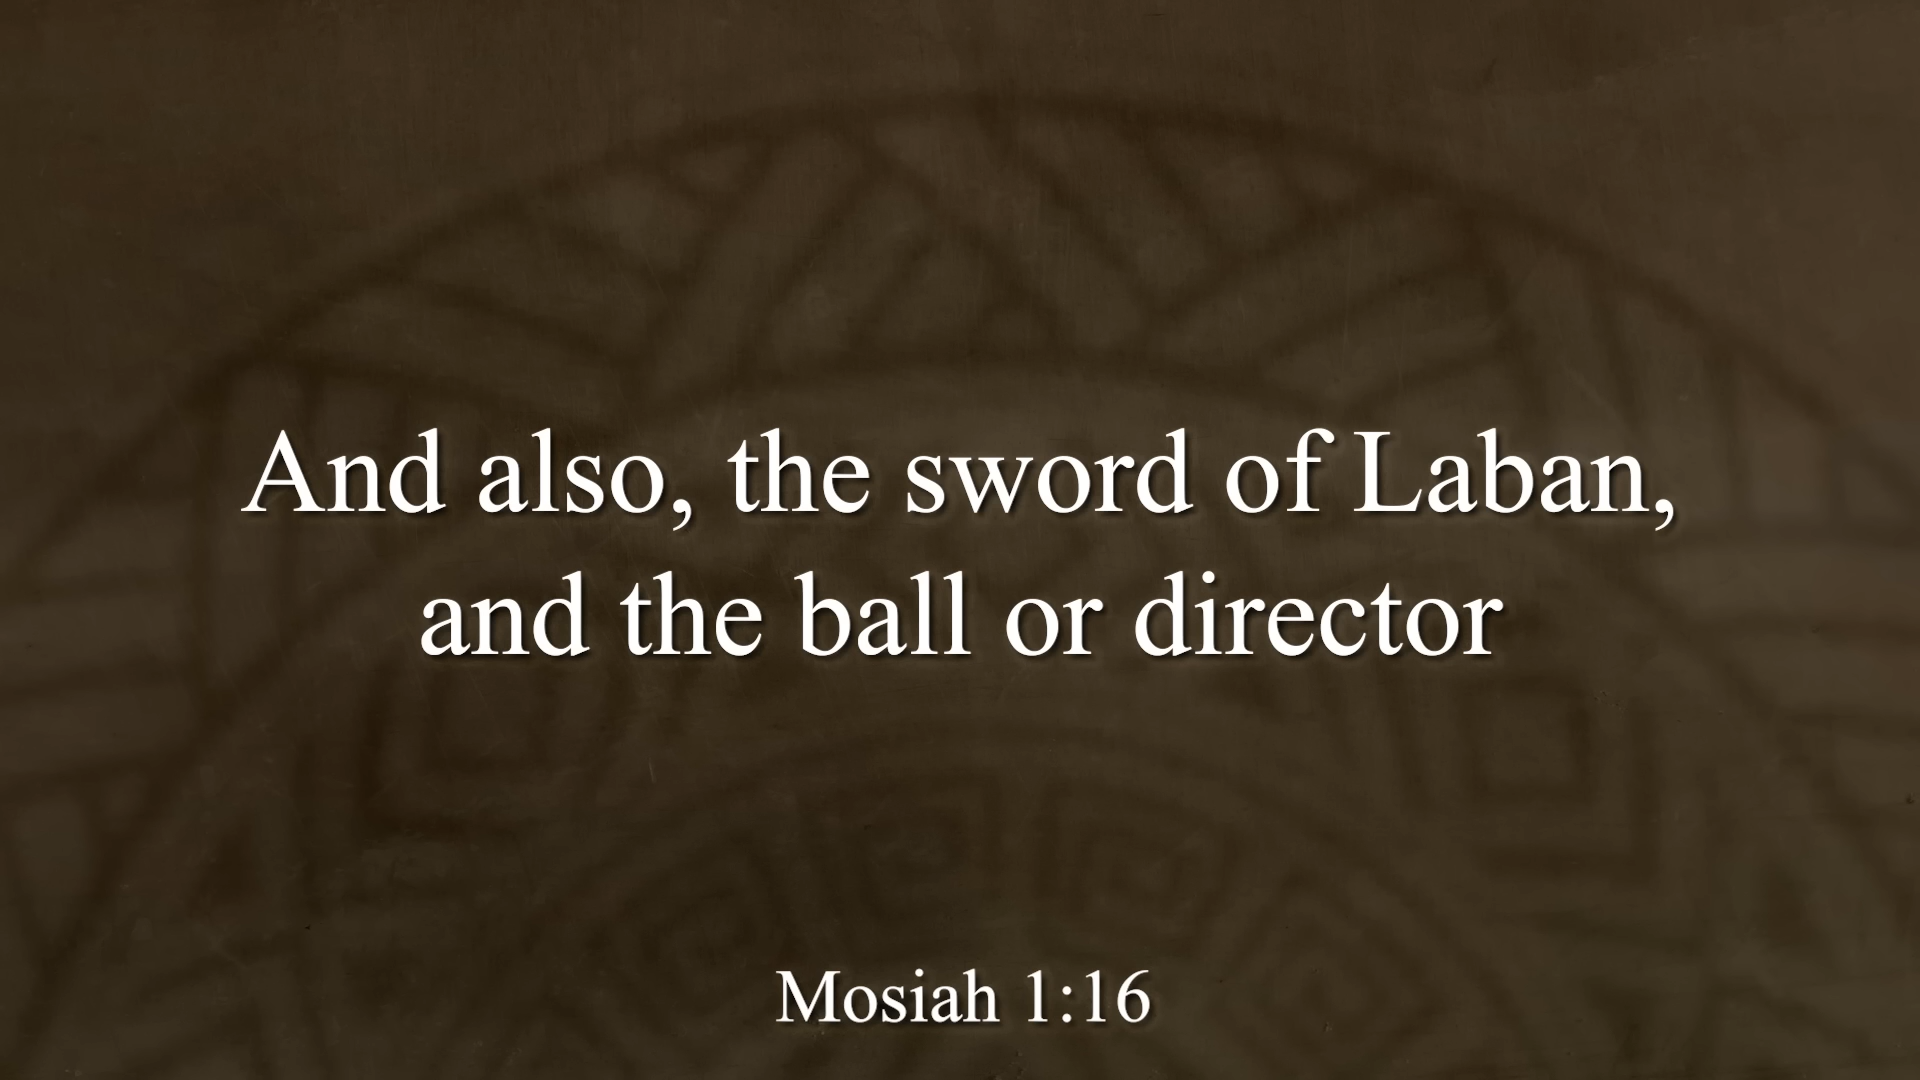 And also, the sword of Laban,
and the ball or director
Mosiah 1:16